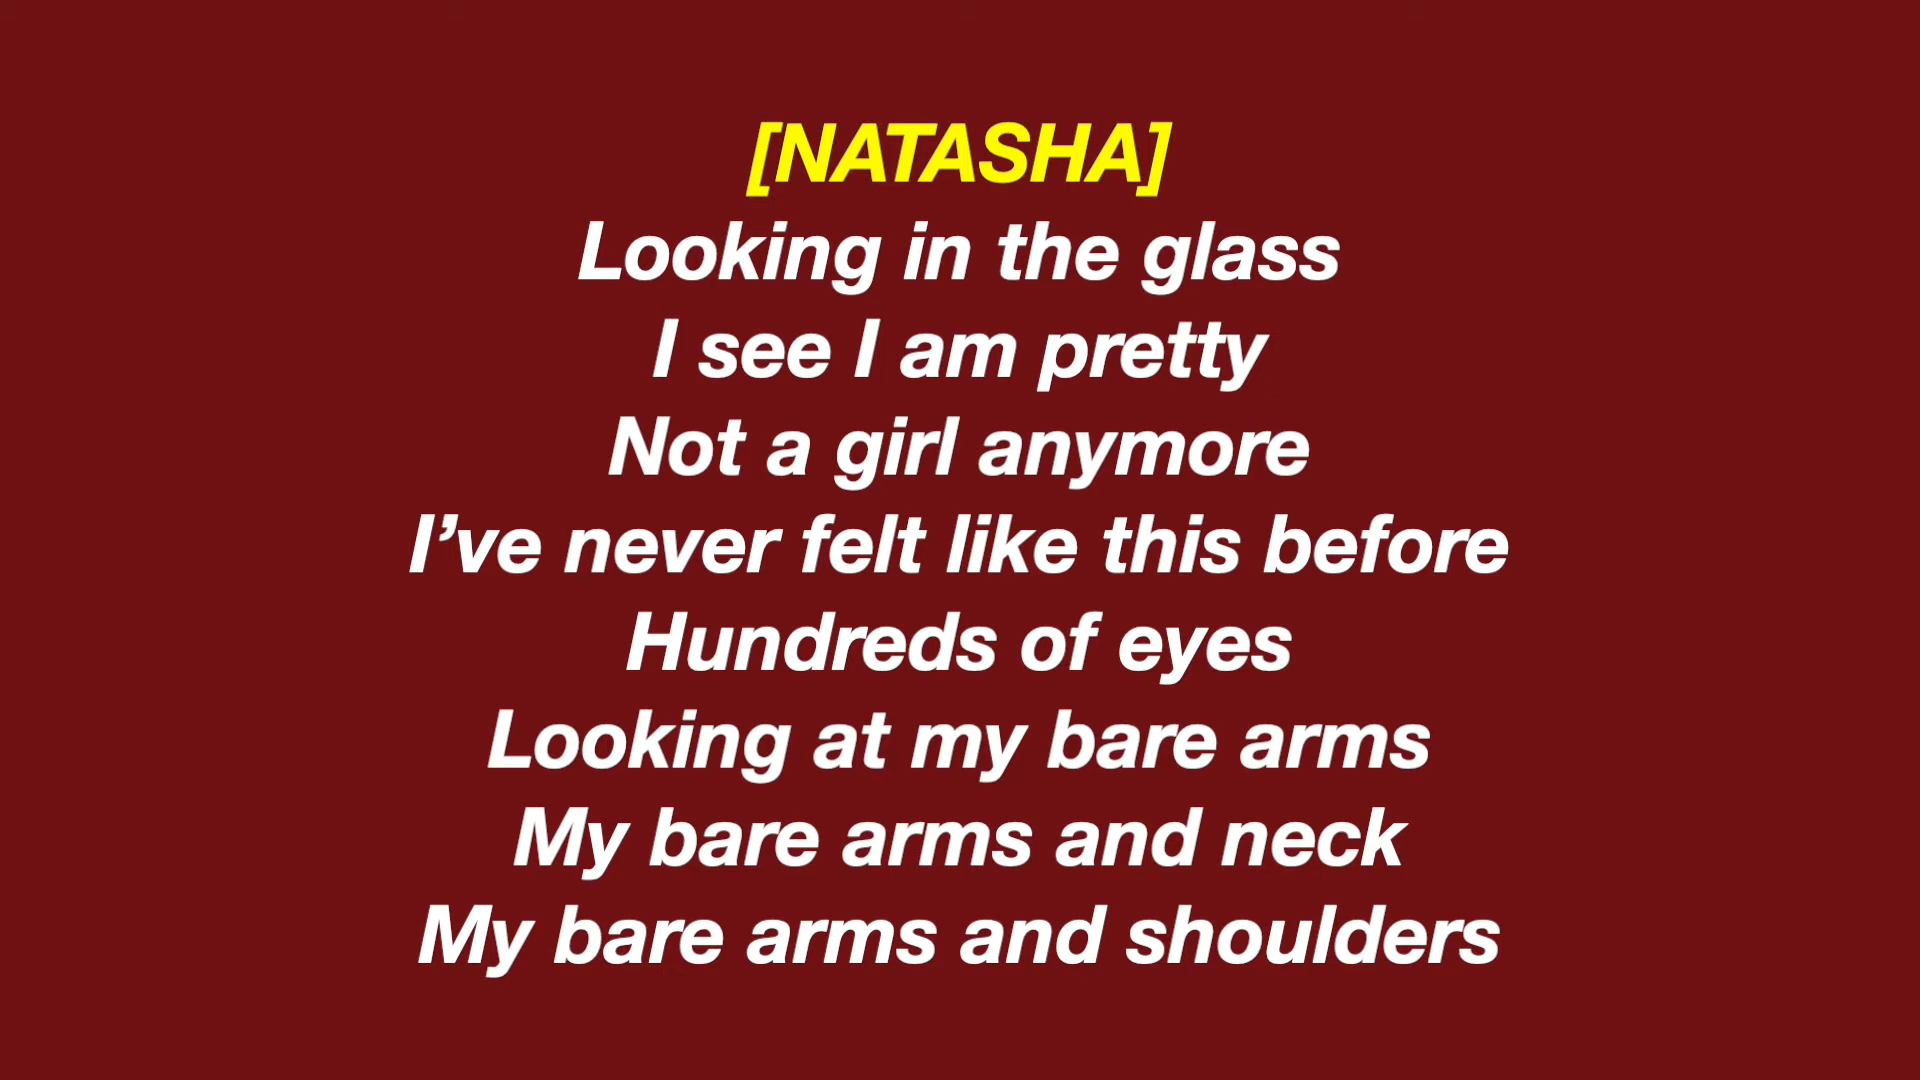 [NATASHA]
Looking in the glass
I see I am pretty
Not a girl anymore
I’ve never felt like this before
Hundreds of eyes
Looking at my bare arms
My bare arms and neck
My bare arms and shoulders